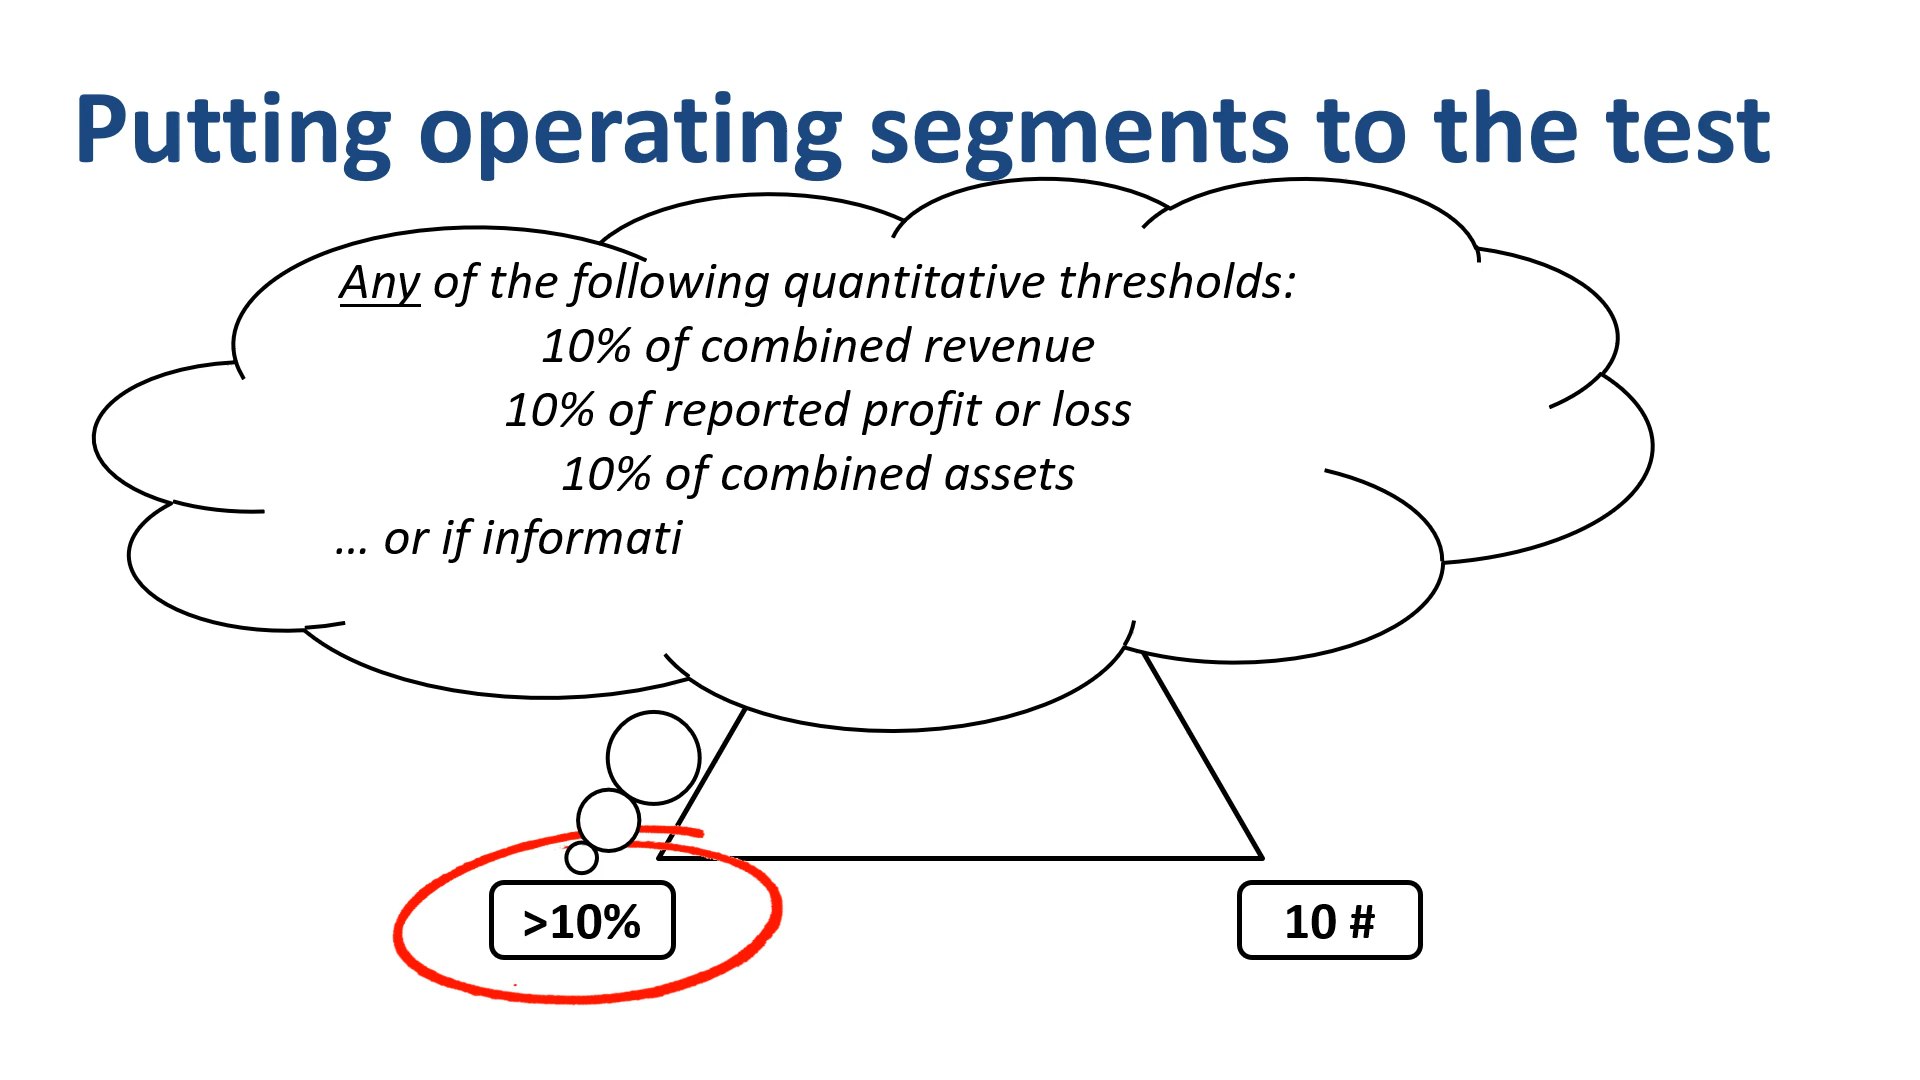 Putting operating segments to the test
Any of the following quantitative thresholds:
10% of combined revenue
10% of reported profit or loss
10% of combined assets
... or if informati
>10%
10 #